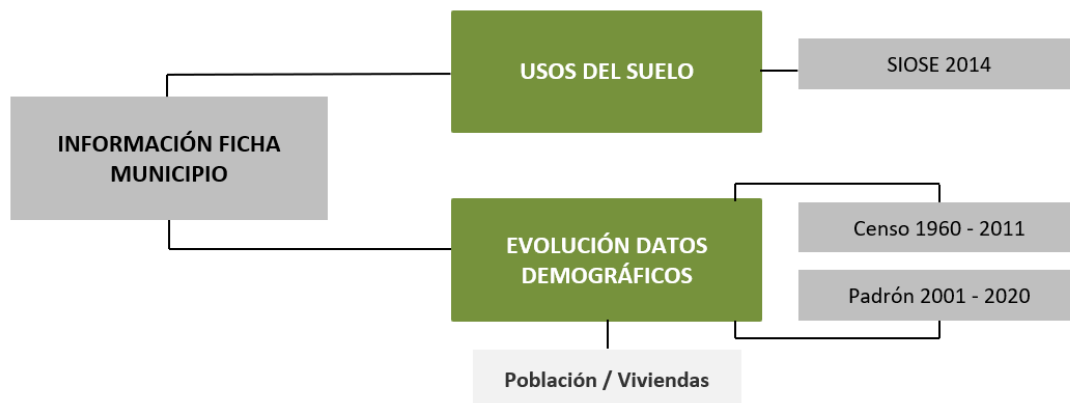 USOS DEL SUELO
SIOSE 2014
INFORMACIÓN FICHA
MUNICIPIO
EVOLUCIÓN DATOS
DEMOGRÁFICOS
Censo 1960 - 2011
Padrón 2001 - 2020
Población / Viviendas